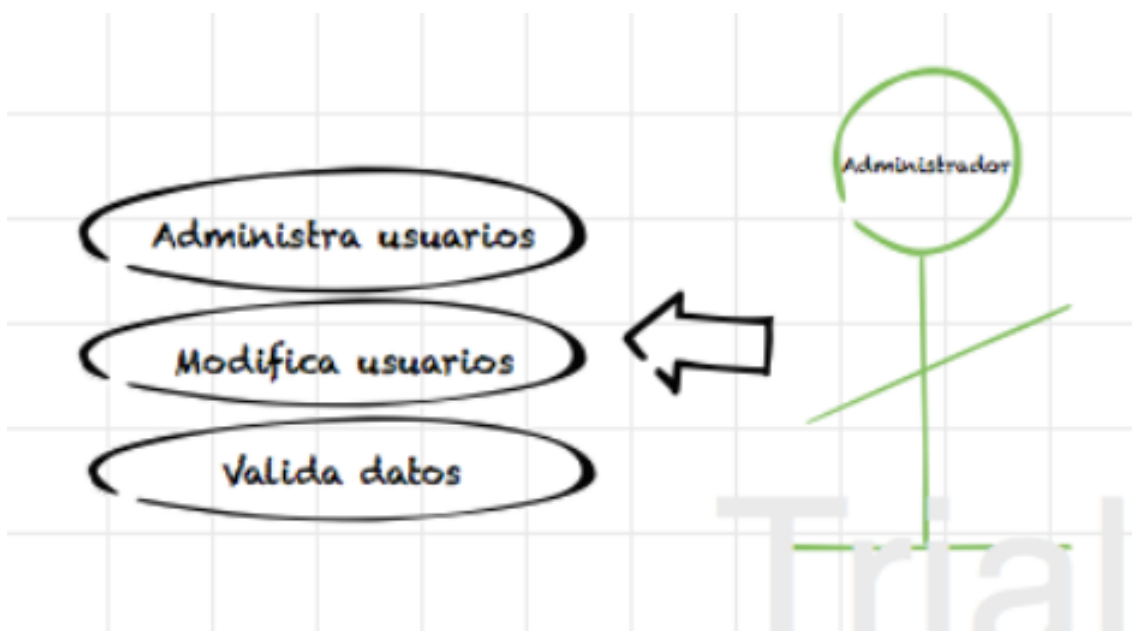 Administrador
Administra usuarios
Modifica usuarios
Valida datos
Trial